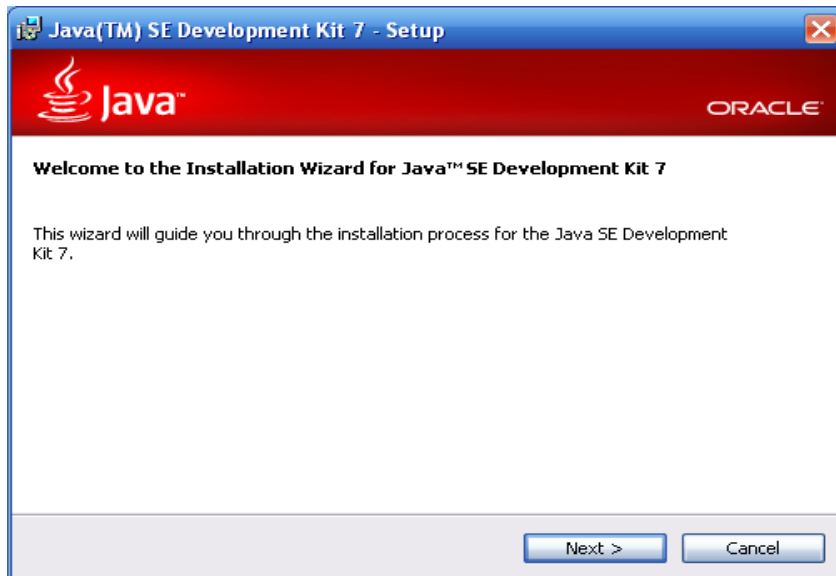 Java(TM) SE Development Kit 7 - Setup
Java™
ORACLE®
Welcome to the Installation Wizard for Java™ SE Development Kit 7
This wizard will guide you through the installation process for the Java SE Development
Kit 7.
Next >
Cancel